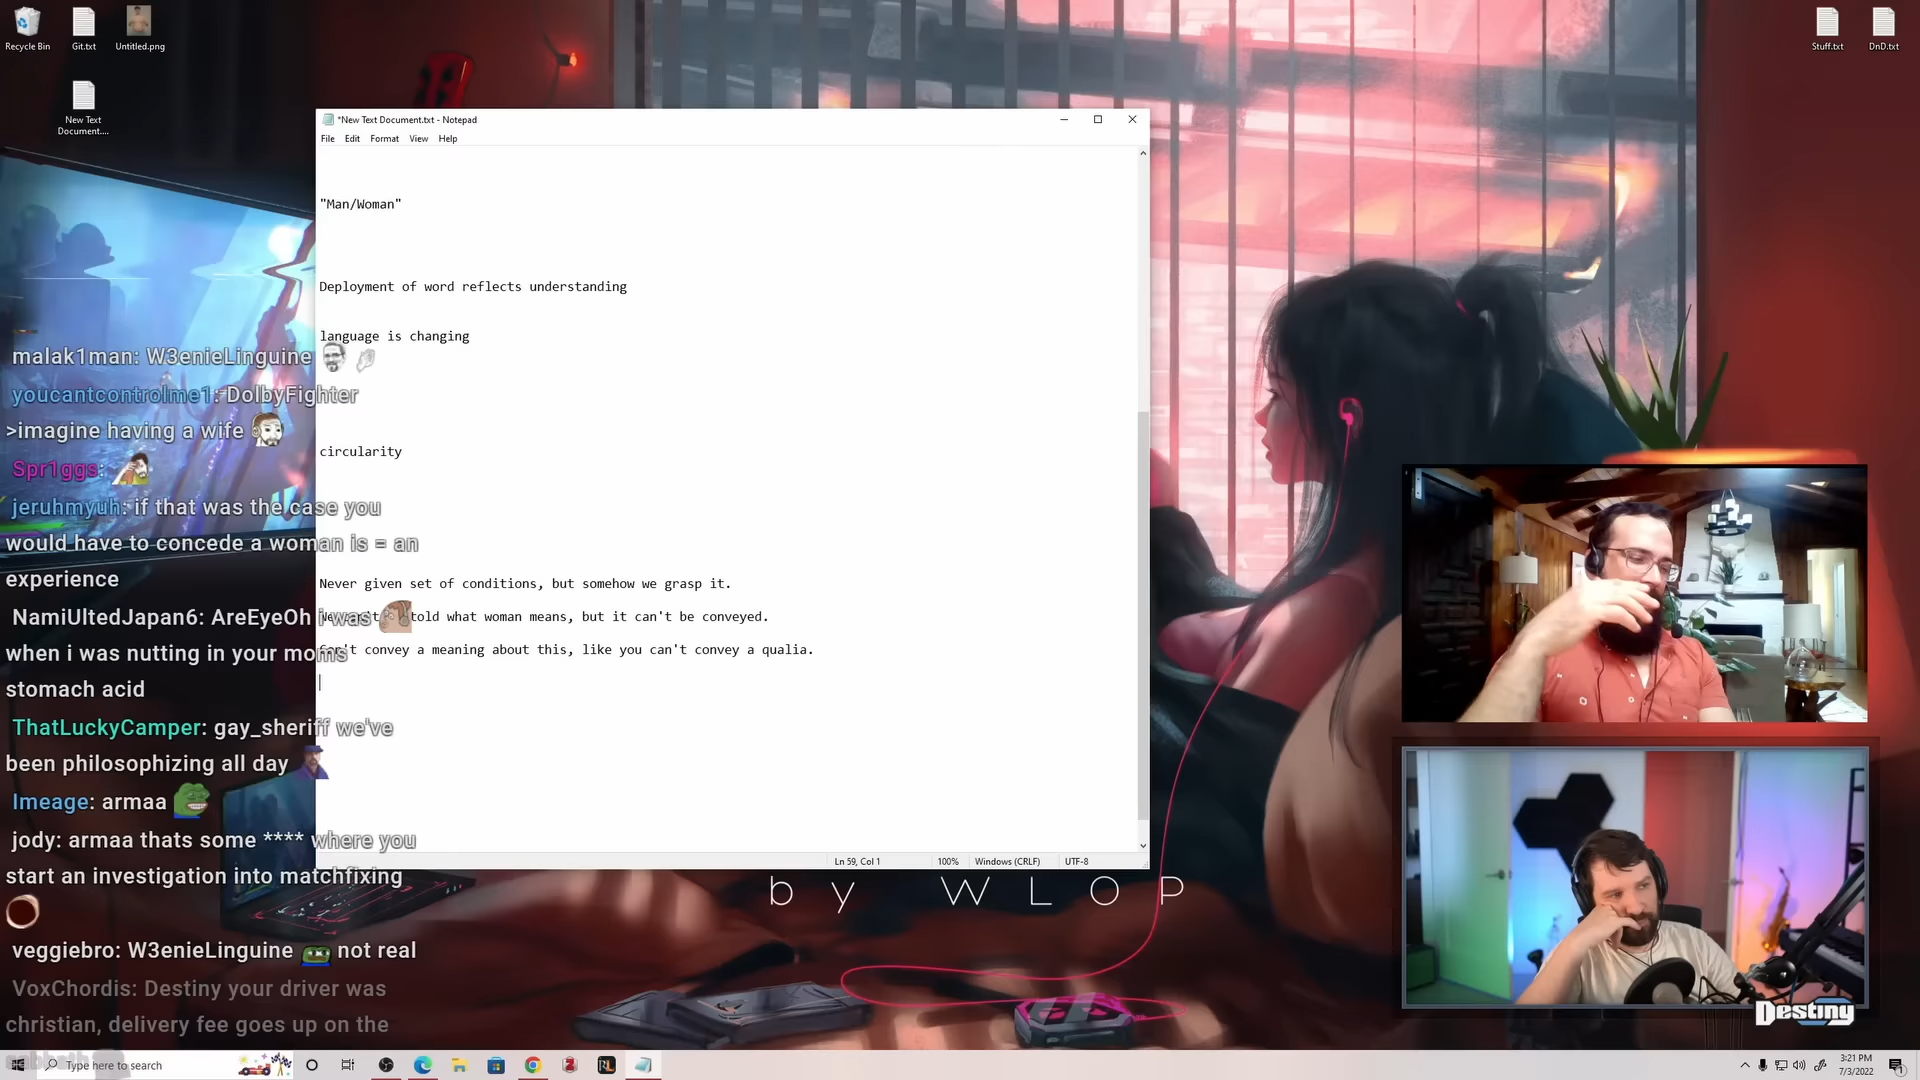 Recycle Bin
Git.txt
Untitled.png
New Text
Document....
Stuff.txt
DnD.txt
*New Text Document.txt - Notepad
File Edit Format View Help
"Man/Woman"
Deployment of word reflects understanding
language is changing
circularity
Never given set of conditions, but somehow we grasp it.
told what woman means, but it can't be conveyed.
convey a meaning about this, like you can't convey a qualia.
Ln 59, Col 1
100%
Windows (CRLF)
UTF-8
malak1man: W3enieLinguine
youcantcontrolme1: DolbyFighter
>imagine having a wife
Spr1ggs:
jeruhmyuh: if that was the case you
would have to concede a woman is = an
experience
NamiUltedJapan6: AreEyeOh i was
when i was nutting in your moms
stomach acid
ThatLuckyCamper: gay_sheriff we've
been philosophizing all day
Imeage: armaa
jody: armaa thats some **** where you
start an investigation into matchfixing
veggiebro: W3enieLinguine not real
VoxChordis: Destiny your driver was
christian, delivery fee goes up on the
by WLOP
Destiny
Type here to search
3:21 PM
7/3/2022